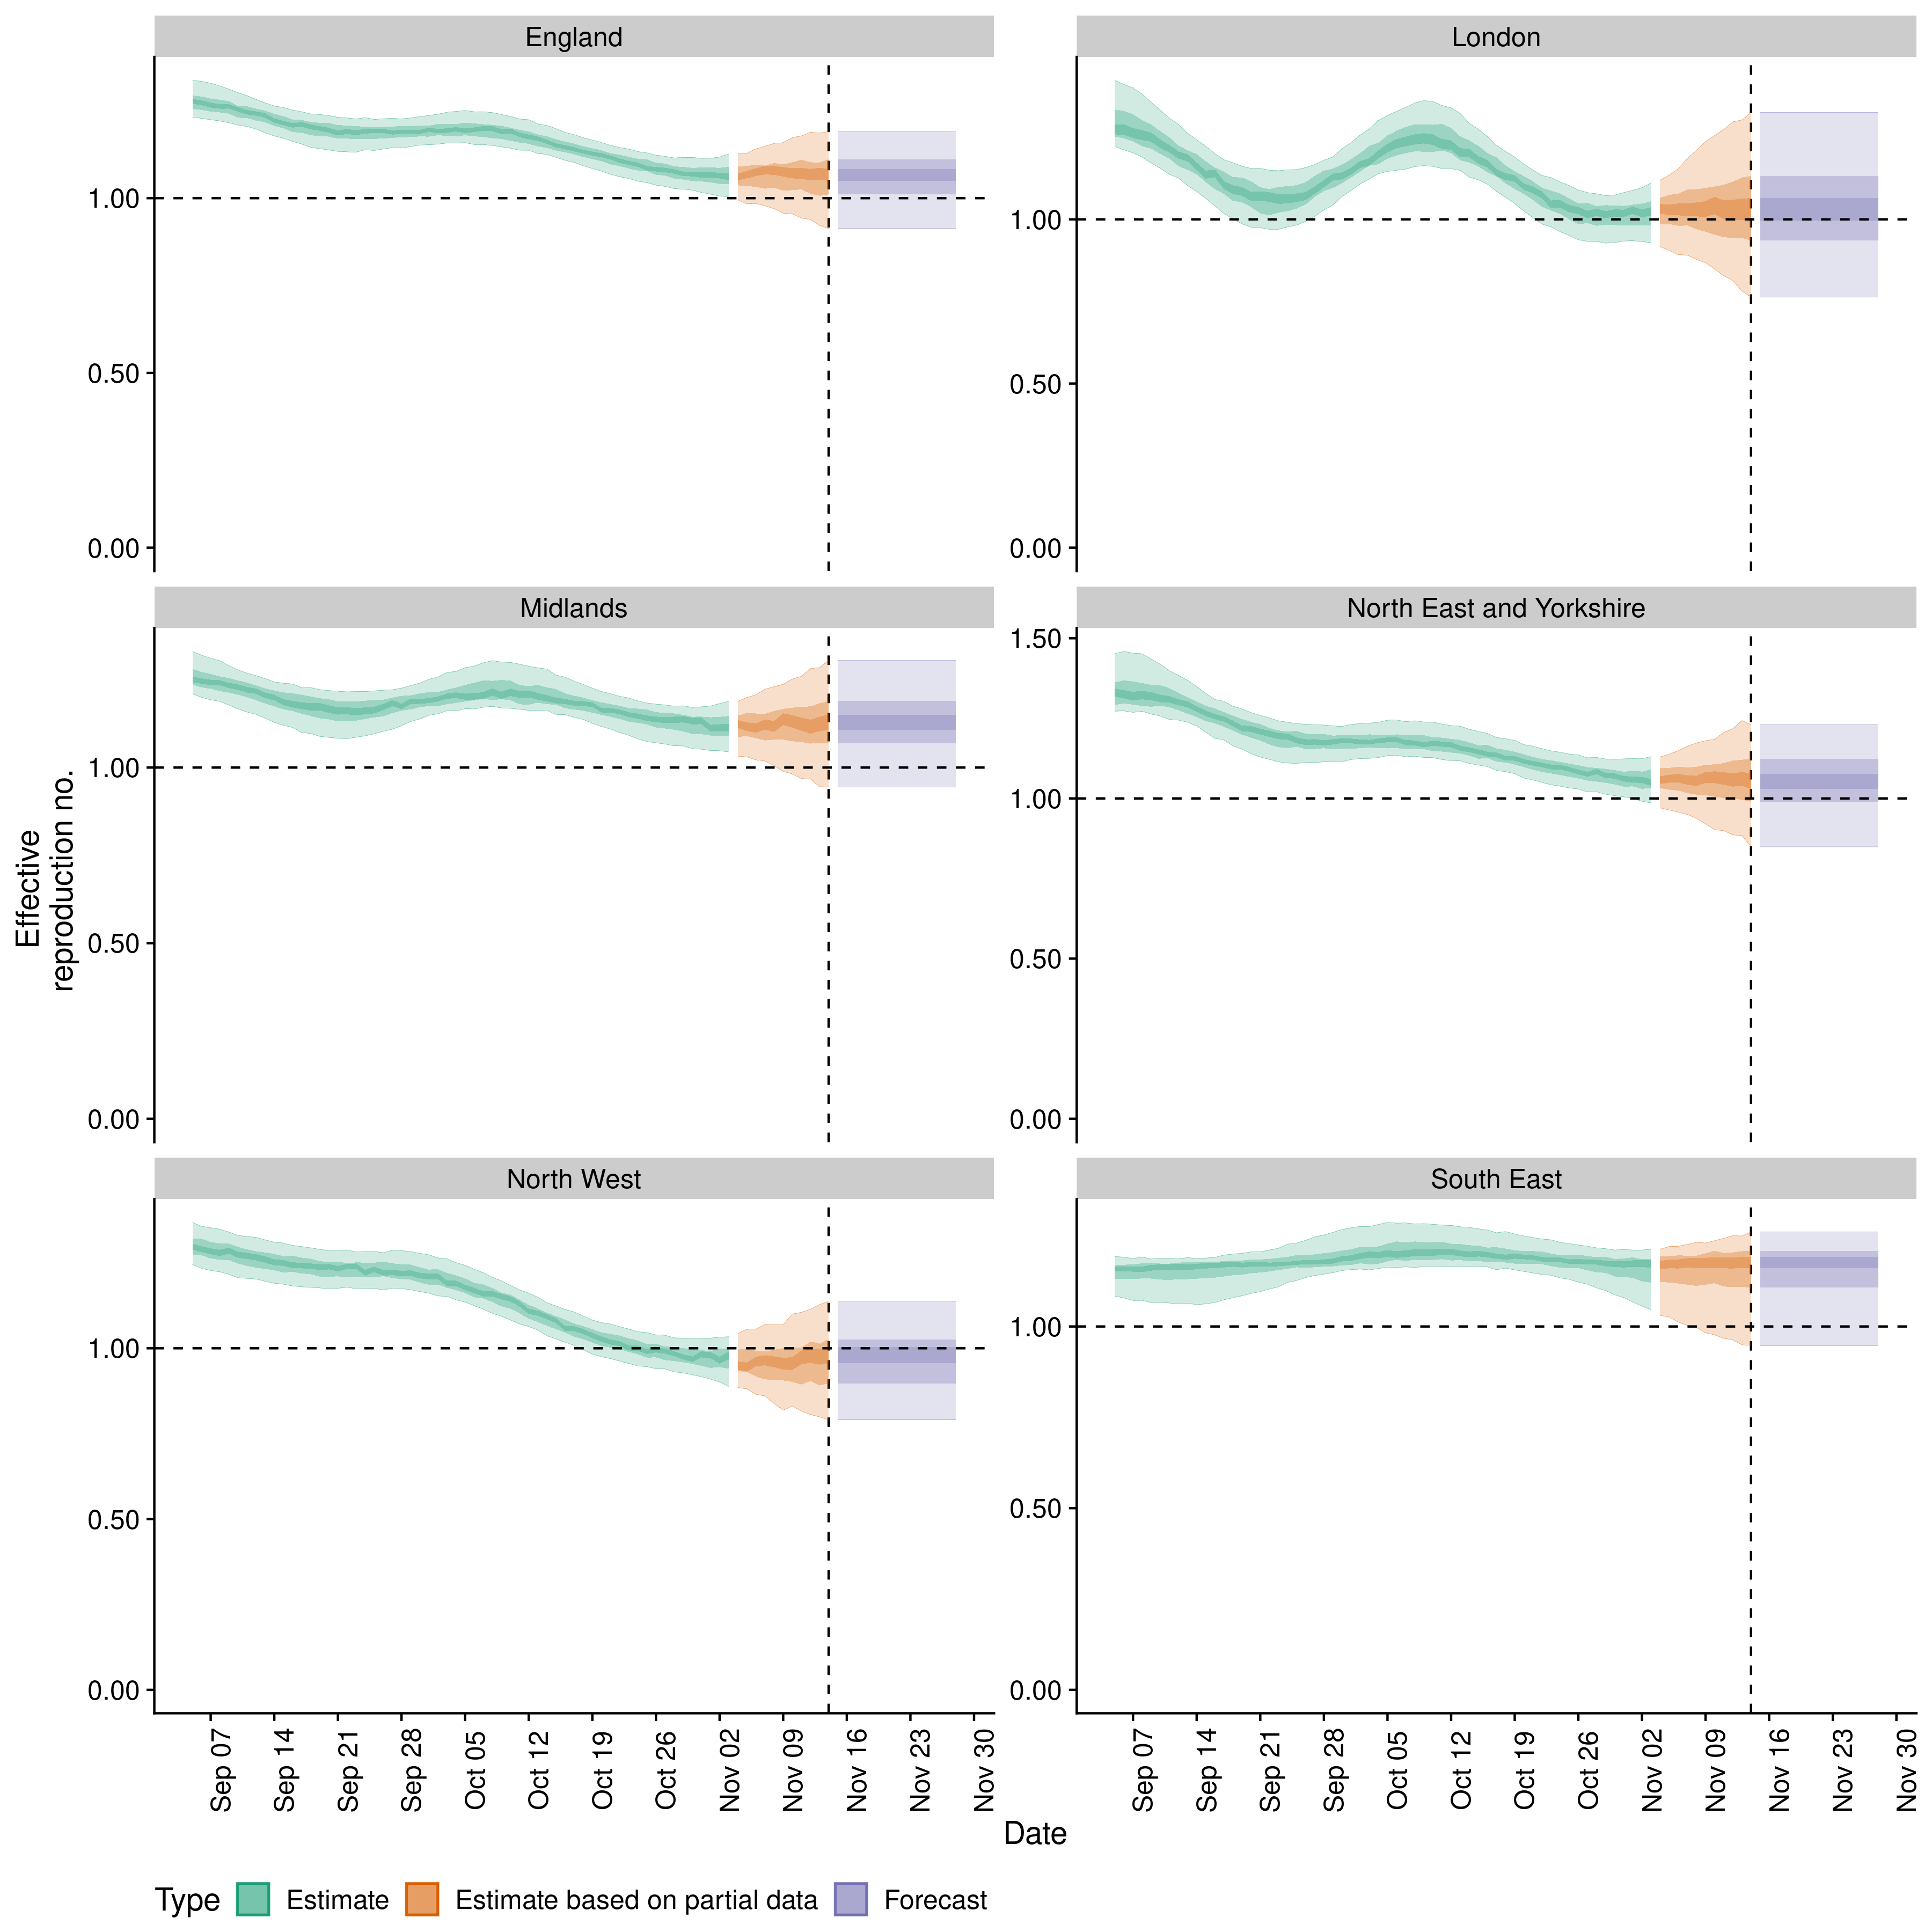 England
London
1.00
0.50
0.00
1.00
0.50
0.00
Midlands
North East and Yorkshire
Effective
reproduction no.
1.00
0.50
0.00
1.50
1.00
0.50
0.00
North West
South East
1.00
0.50
0.00
1.00
0.50
0.00
Sep 07 Sep 14 Sep 21 Sep 28 Oct 05 Oct 12 Oct 19 Oct 26 Nov 02 Nov 09 Nov 16 Nov 23 Nov 30
Sep 07 Sep 14 Sep 21 Sep 28 Oct 05 Oct 12 Oct 19 Oct 26 Nov 02 Nov 09 Nov 16 Nov 23 Nov 30
Date
Type Estimate Estimate based on partial data Forecast